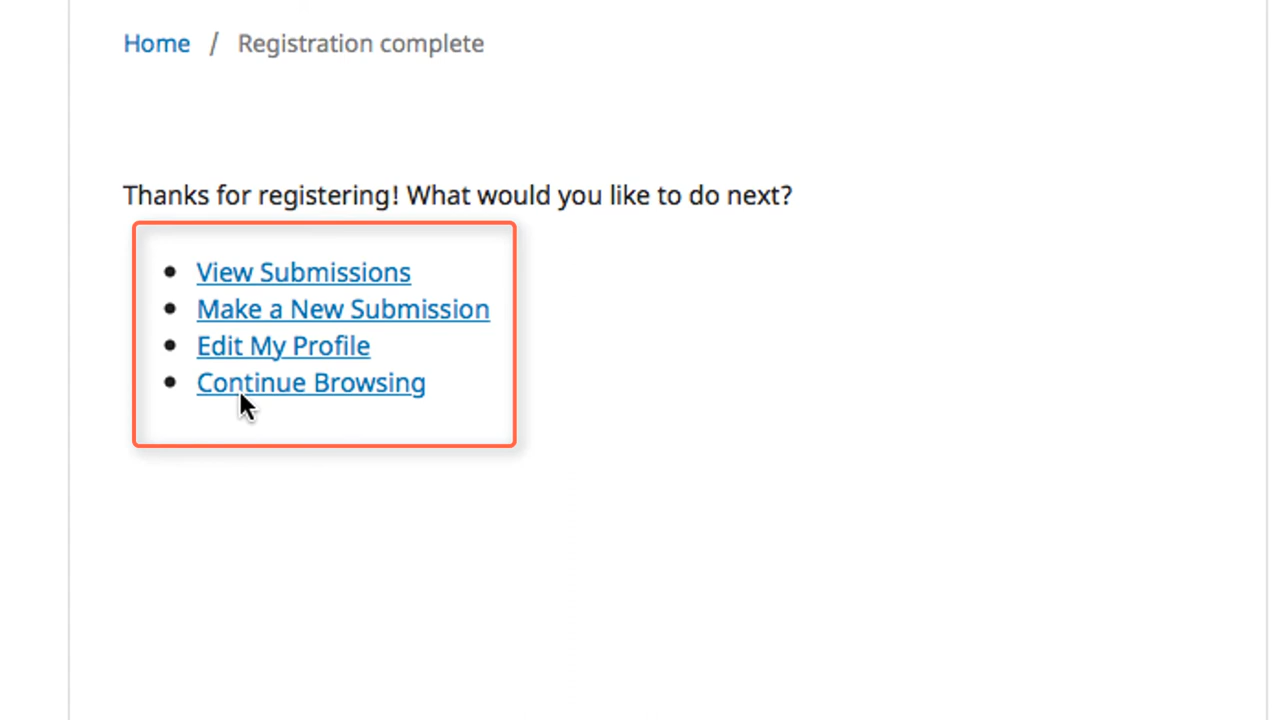 Home / Registration complete
Thanks for registering! What would you like to do next?
• View Submissions
• Make a New Submission
• Edit My Profile
• Continue Browsing